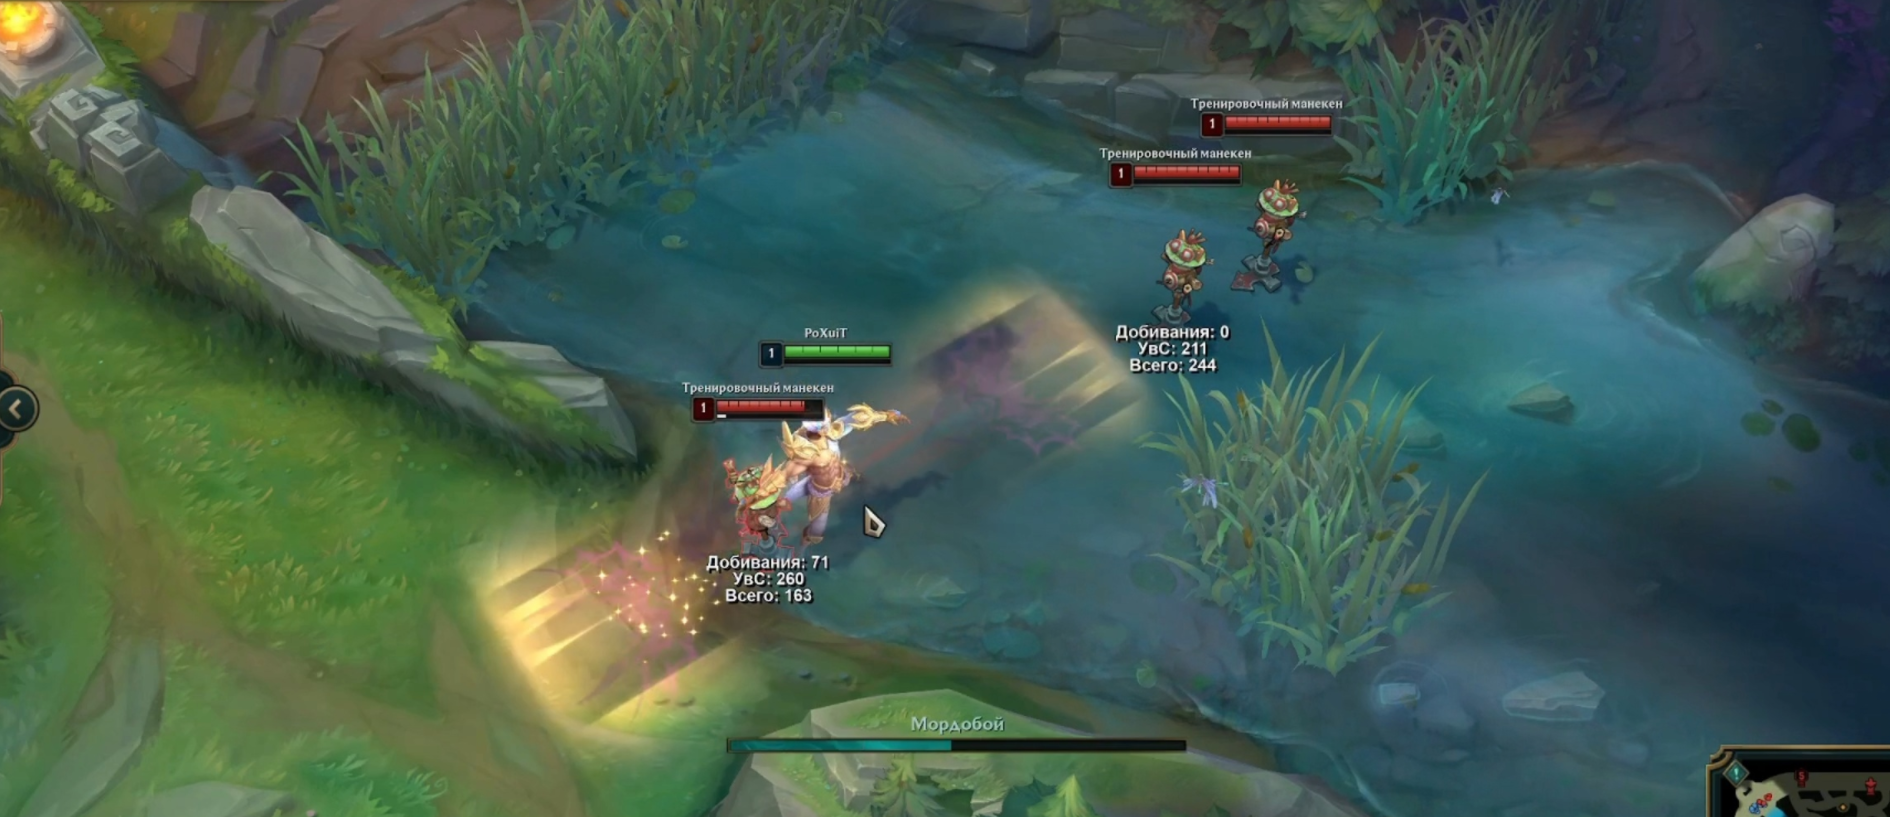 Тренировочный манекен
1
Тренировочный манекен
1
Добивания: 0
УвС: 211
Всего: 244
PoXuiT
1
Тренировочный манекен
1
Добивания: 71
УвС: 260
Всего: 163
Мордобой